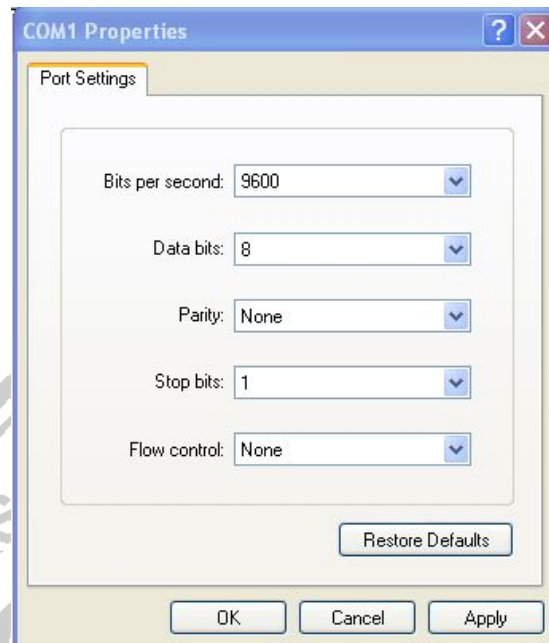 COM1 Properties
Port Settings
Bits per second: 9600
Data bits: 8
Parity: None
Stop bits: 1
Flow control: None
Restore Defaults
OK Cancel Apply